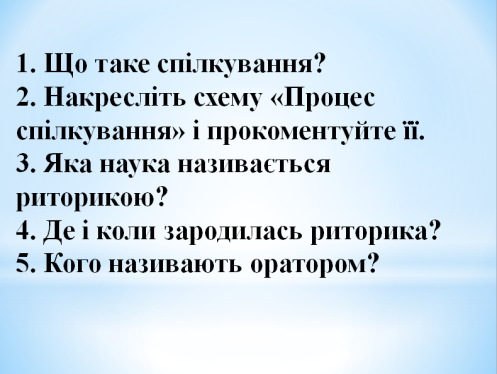 1. Що таке спілкування?
2. Накресліть схему «Процес
спілкування» і прокоментуйте її.
3. Яка наука називається
риторикою?
4. Де і коли зародилась риторика?
5. Кого називають оратором?